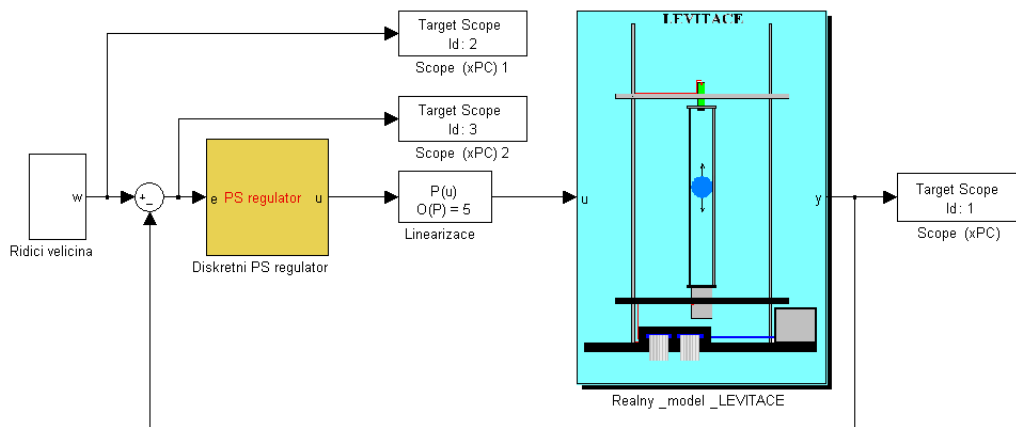 LEVITACE
Target Scope
Id: 2
Scope (xPC) 1
Target Scope
Id: 3
Scope (xPC) 2
w
Ridici velicina
+
−
e
PS regulator
u
Diskretni PS regulator
P(u)
O(P) = 5
Linearizace
u
y
Realny _model _LEVITACE
Target Scope
Id: 1
Scope (xPC)